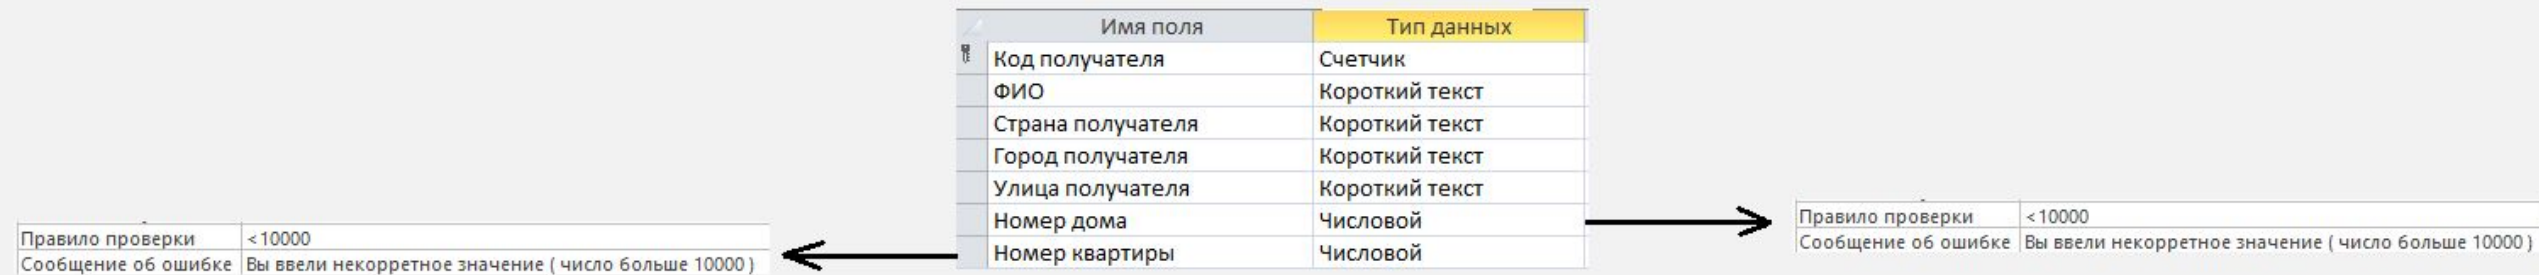 Имя поля Тип данных
Код получателя Счетчик
ФИО Короткий текст
Страна получателя Короткий текст
Город получателя Короткий текст
Улица получателя Короткий текст
Номер дома Числовой
Номер квартиры Числовой
Правило проверки <10000
Сообщение об ошибке Вы ввели некорретное значение ( число больше 10000 )
Правило проверки <10000
Сообщение об ошибке Вы ввели некорретное значение ( число больше 10000 )